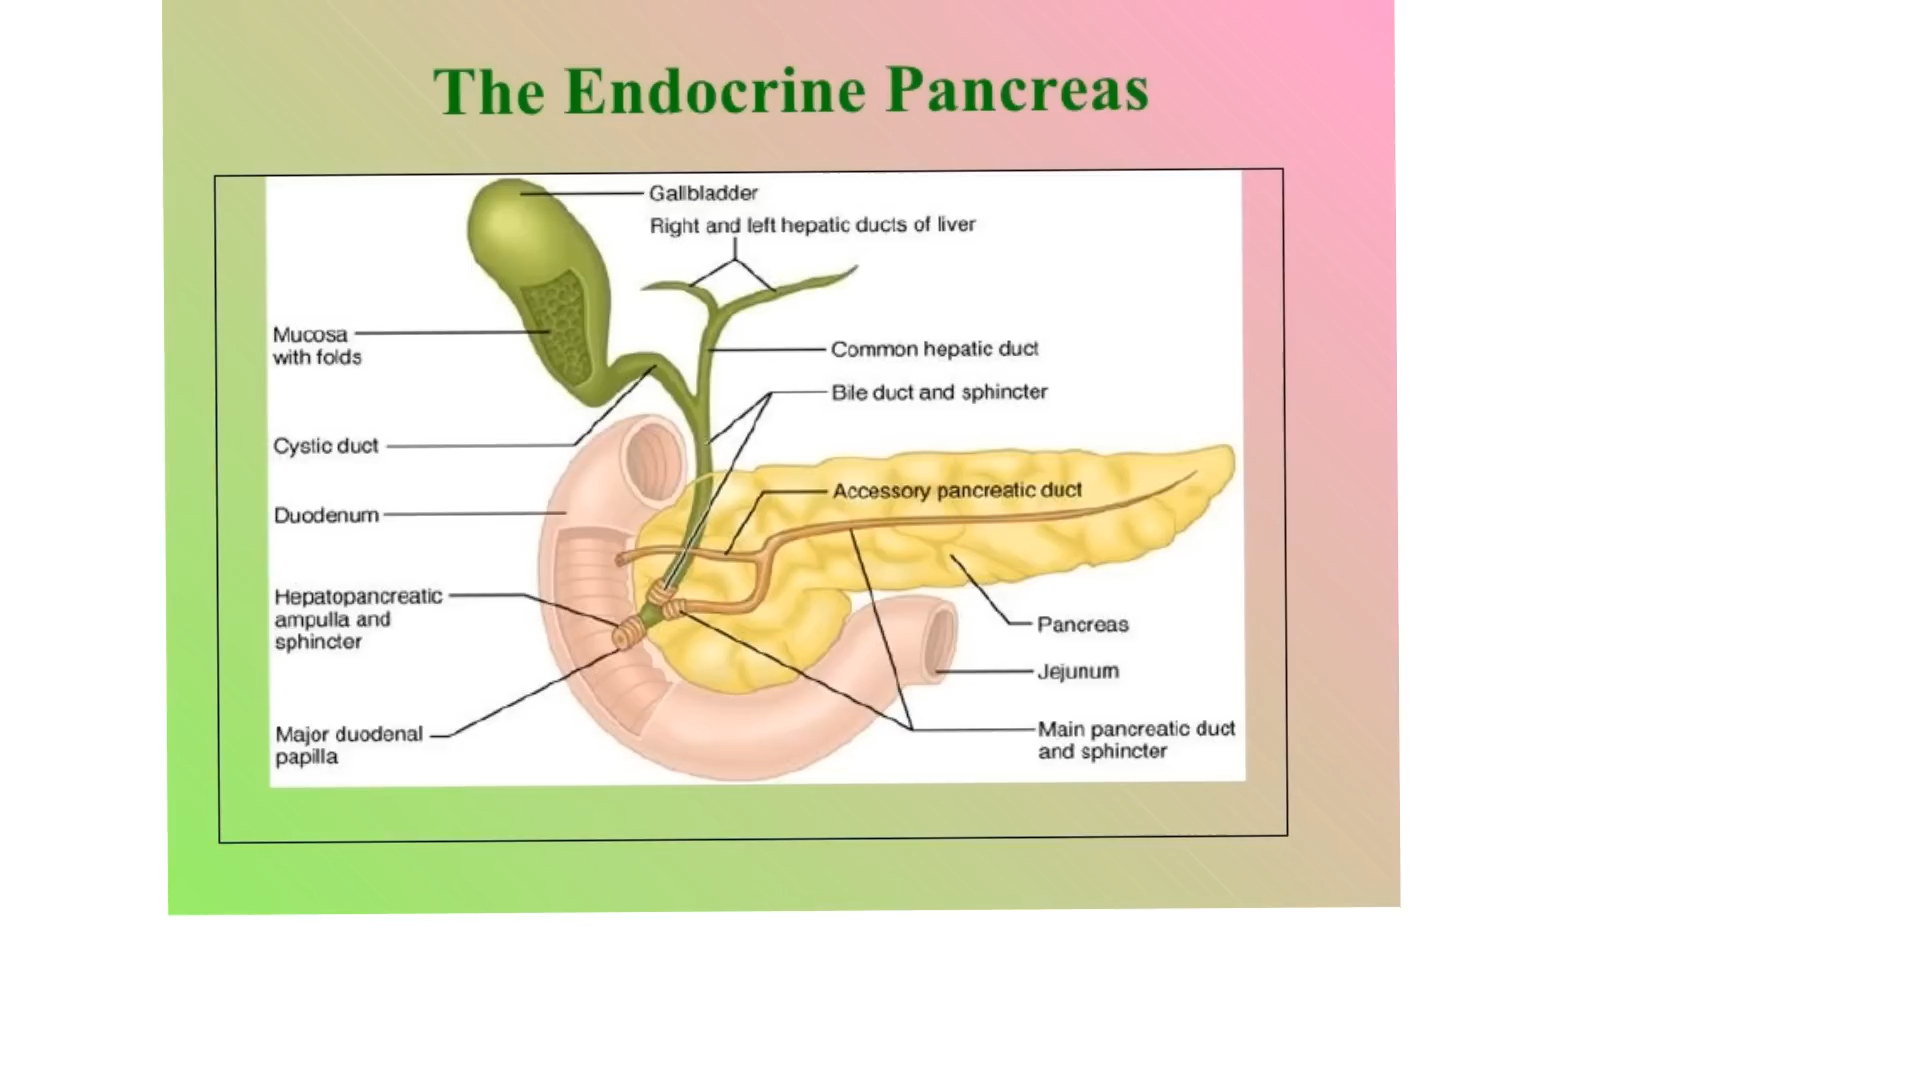 The Endocrine Pancreas
Gallbladder
Right and left hepatic ducts of liver
Mucosa
with folds
Common hepatic duct
Bile duct and sphincter
Cystic duct
Accessory pancreatic duct
Duodenum
Hepatopancreatic
ampulla and
sphincter
Pancreas
Jejunum
Major duodenal
papilla
Main pancreatic duct
and sphincter